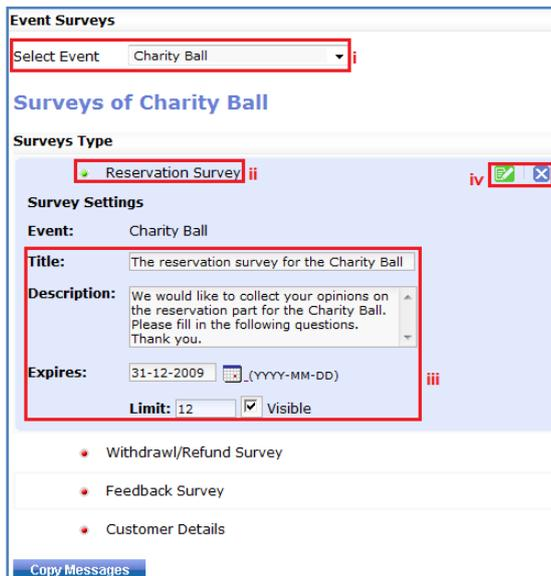 Event Surveys
Select Event Charity Ball i
Surveys of Charity Ball
Surveys Type
Reservation Survey ii iv
Survey Settings
Event: Charity Ball
Title: The reservation survey for the Charity Ball
Description: We would like to collect your opinions on
the reservation part for the Charity Ball.
Please fill in the following questions.
Thank you.
Expires: 31-12-2009 (YYYY-MM-DD) iii
Limit: 12 Visible
Withdrawl/Refund Survey
Feedback Survey
Customer Details
Copy Messages